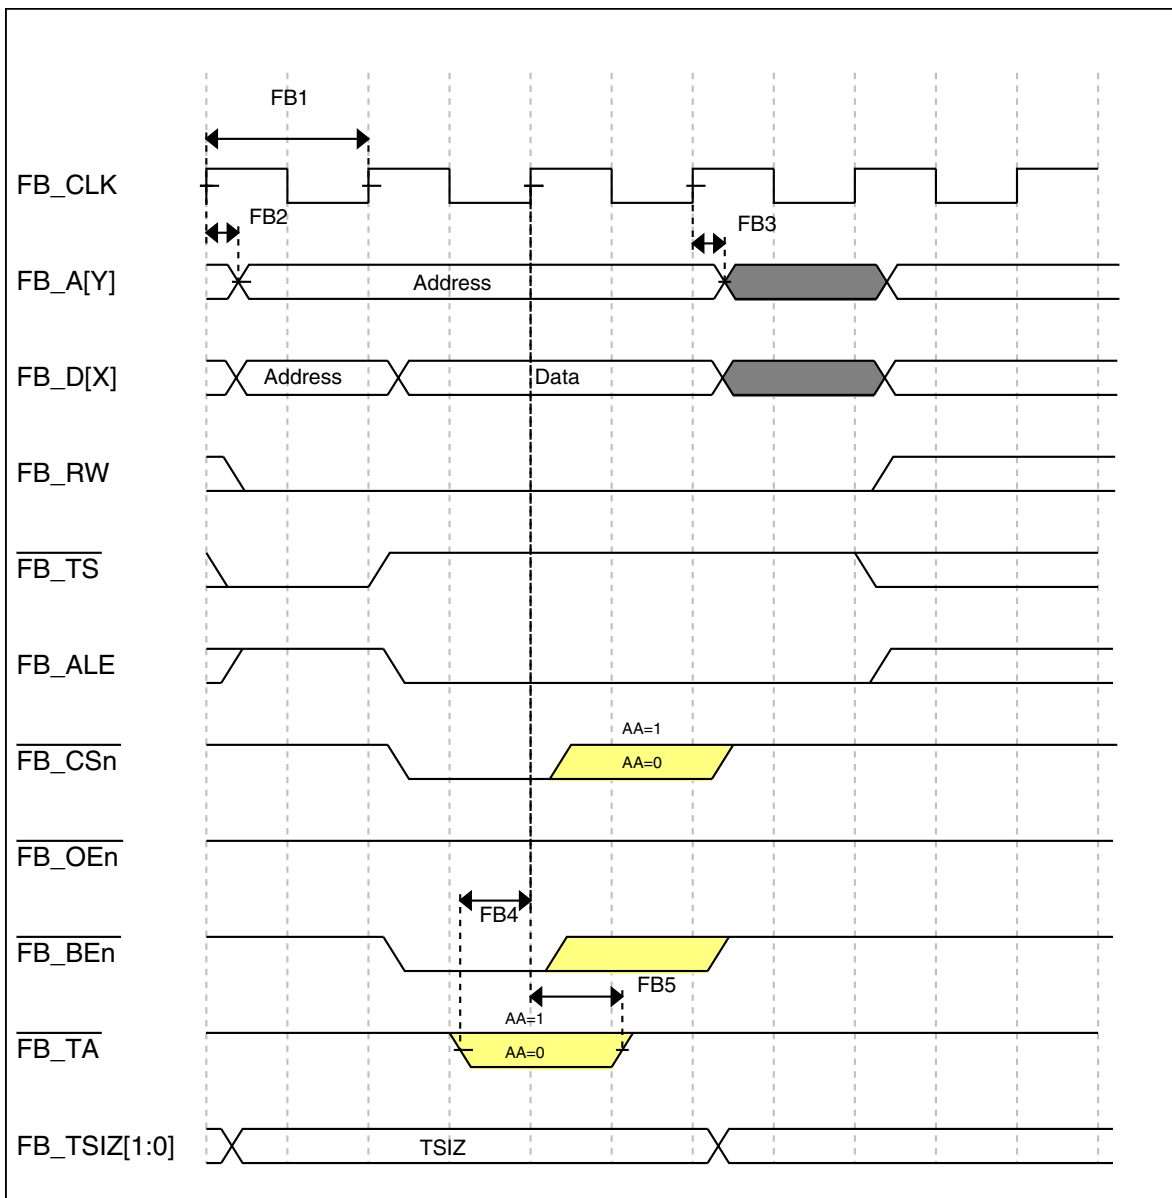 FB1
FB_CLK
FB2
FB3
FB_A[Y]
Address
FB_D[X]
Address
Data
FB_RW
FB_TS
FB_ALE
AA=1
FB_CSn
AA=0
FB_OEn
FB4
FB_BEn
FB5
AA=1
FB_TA
AA=0
FB_TSIZ[1:0]
TSIZ